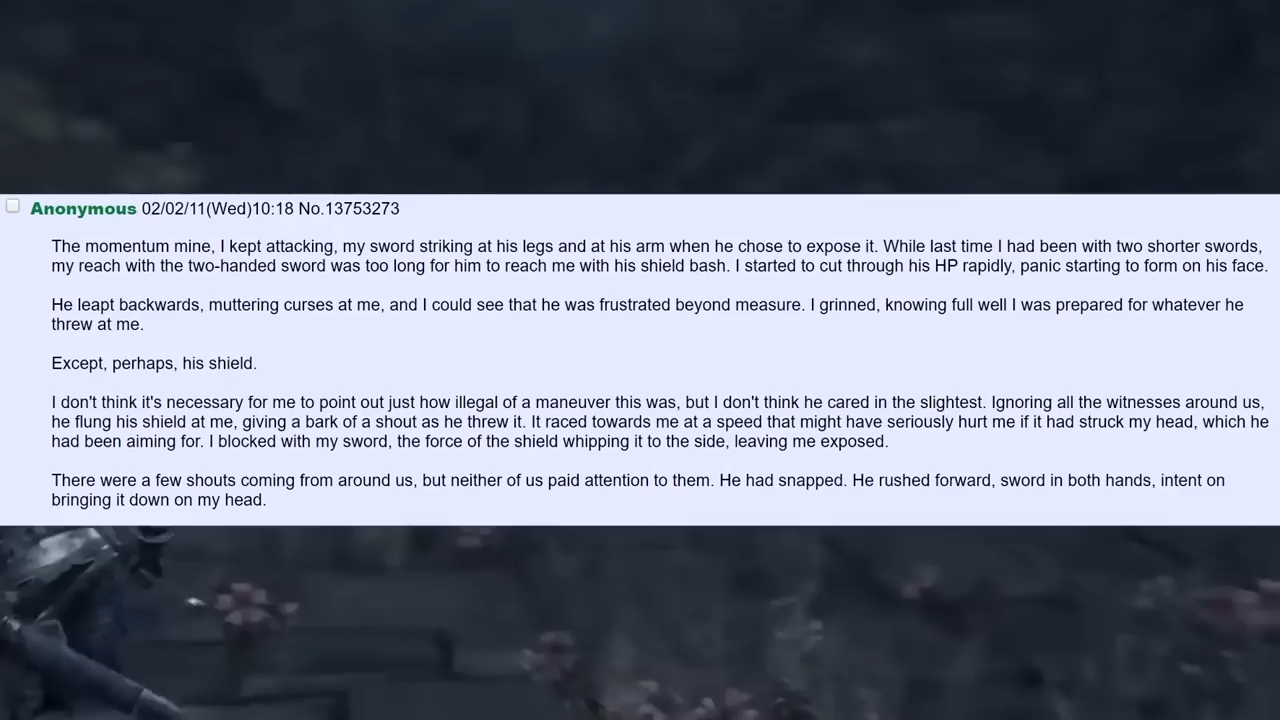 Anonymous 02/02/11(Wed)10:18 No.13753273
The momentum mine, I kept attacking, my sword striking at his legs and at his arm when he chose to expose it. While last time I had been with two shorter swords,
my reach with the two-handed sword was too long for him to reach me with his shield bash. I started to cut through his HP rapidly, panic starting to form on his face.
He leapt backwards, muttering curses at me, and I could see that he was frustrated beyond measure. I grinned, knowing full well I was prepared for whatever he
threw at me.
Except, perhaps, his shield.
I don't think it's necessary for me to point out just how illegal of a maneuver this was, but I don't think he cared in the slightest. Ignoring all the witnesses around us,
he flung his shield at me, giving a bark of a shout as he threw it. It raced towards me at a speed that might have seriously hurt me if it had struck my head, which he
had been aiming for. I blocked with my sword, the force of the shield whipping it to the side, leaving me exposed.
There were a few shouts coming from around us, but neither of us paid attention to them. He had snapped. He rushed forward, sword in both hands, intent on
bringing it down on my head.